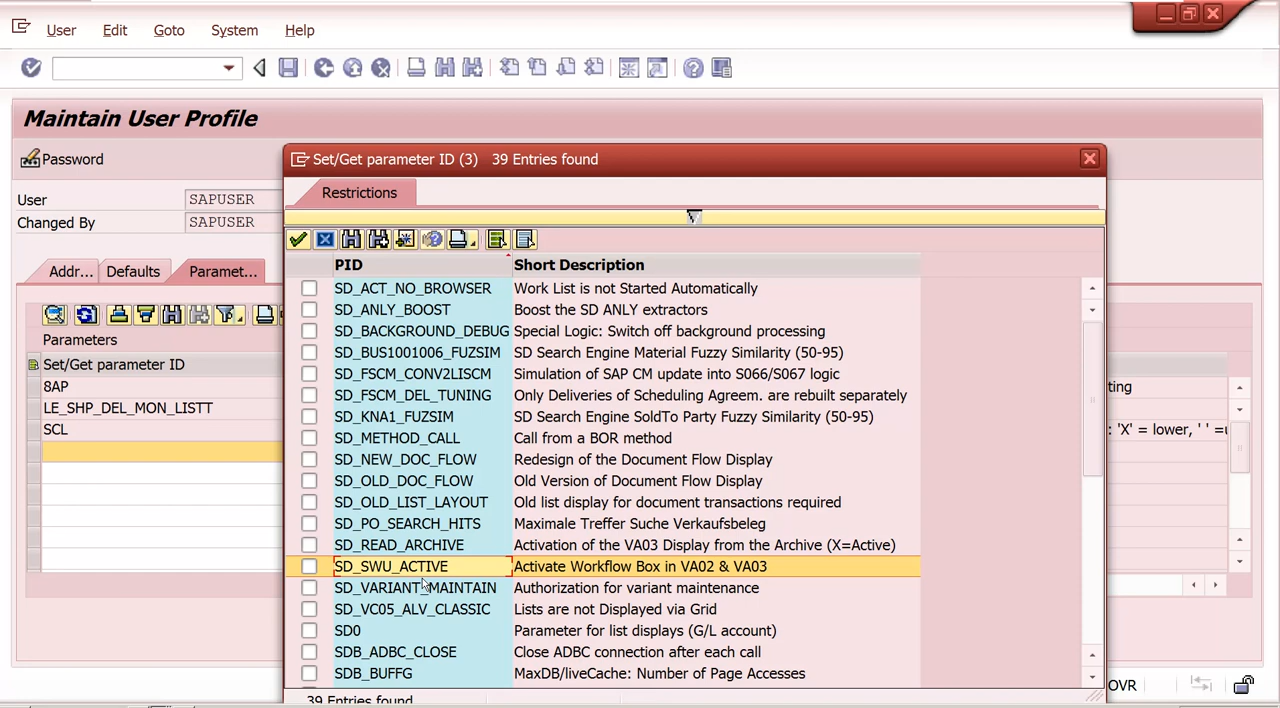 User Edit Goto System Help
Maintain User Profile
Password
User SAPUSER
Changed By SAPUSER
Addr... Defaults Paramet...
Parameters
Set/Get parameter ID
8AP
LE_SHP_DEL_MON_LISTT
SCL
ting
: 'X' = lower, ' ' =u
Set/Get parameter ID (3) 39 Entries found
Restrictions
PID Short Description
SD_ACT_NO_BROWSER Work List is not Started Automatically
SD_ANLY_BOOST Boost the SD ANLY extractors
SD_BACKGROUND_DEBUG Special Logic: Switch off background processing
SD_BUS1001006_FUZSIM SD Search Engine Material Fuzzy Similarity (50-95)
SD_FSCM_CONV2LISCM Simulation of SAP CM update into S066/S067 logic
SD_FSCM_DEL_TUNING Only Deliveries of Scheduling Agreem. are rebuilt separately
SD_KNA1_FUZSIM SD Search Engine SoldTo Party Fuzzy Similarity (50-95)
SD_METHOD_CALL Call from a BOR method
SD_NEW_DOC_FLOW Redesign of the Document Flow Display
SD_OLD_DOC_FLOW Old Version of Document Flow Display
SD_OLD_LIST_LAYOUT Old list display for document transactions required
SD_PO_SEARCH_HITS Maximale Treffer Suche Verkaufsbeleg
SD_READ_ARCHIVE Activation of the VA03 Display from the Archive (X=Active)
SD_SWU_ACTIVE Activate Workflow Box in VA02 & VA03
SD_VARIANT_MAINTAIN Authorization for variant maintenance
SD_VC05_ALV_CLASSIC Lists are not Displayed via Grid
SD0 Parameter for list displays (G/L account)
SDB_ADBC_CLOSE Close ADBC connection after each call
SDB_BUFFG MaxDB/liveCache: Number of Page Accesses
39 Entries found
OVR